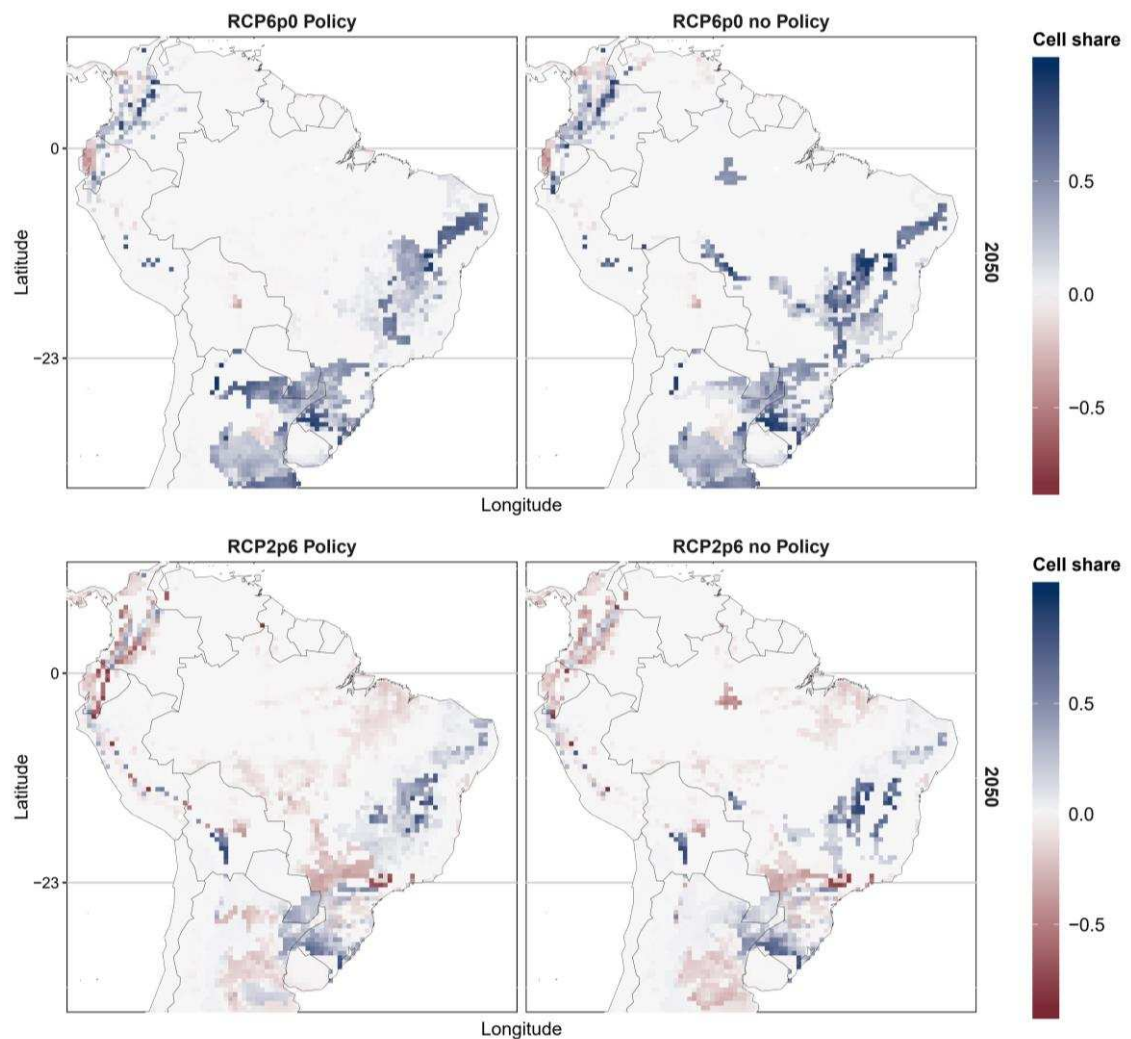 RCP6p0 Policy
RCP6p0 no Policy
Cell share
0
-23
Latitude
Longitude
2050
0.5
0.0
−0.5
RCP2p6 Policy
RCP2p6 no Policy
Cell share
0
-23
Latitude
Longitude
2050
0.5
0.0
−0.5